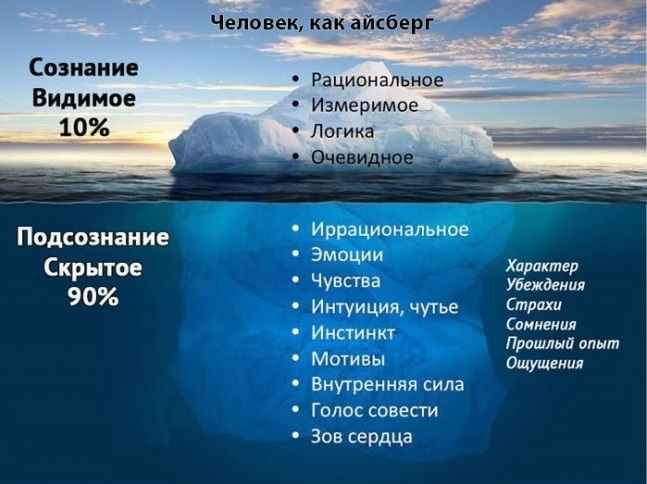 Человек, как айсберг
Сознание
Видимое
10%
• Рациональное
• Измеримое
• Логика
• Очевидное
Подсознание
Скрытое
90%
• Иррациональное
• Эмоции
• Чувства
• Интуиция, чутье
• Инстинкт
• Мотивы
• Внутренняя сила
• Голос совести
• Зов сердца
Характер
Убеждения
Страхи
Сомнения
Прошлый опыт
Ощущения